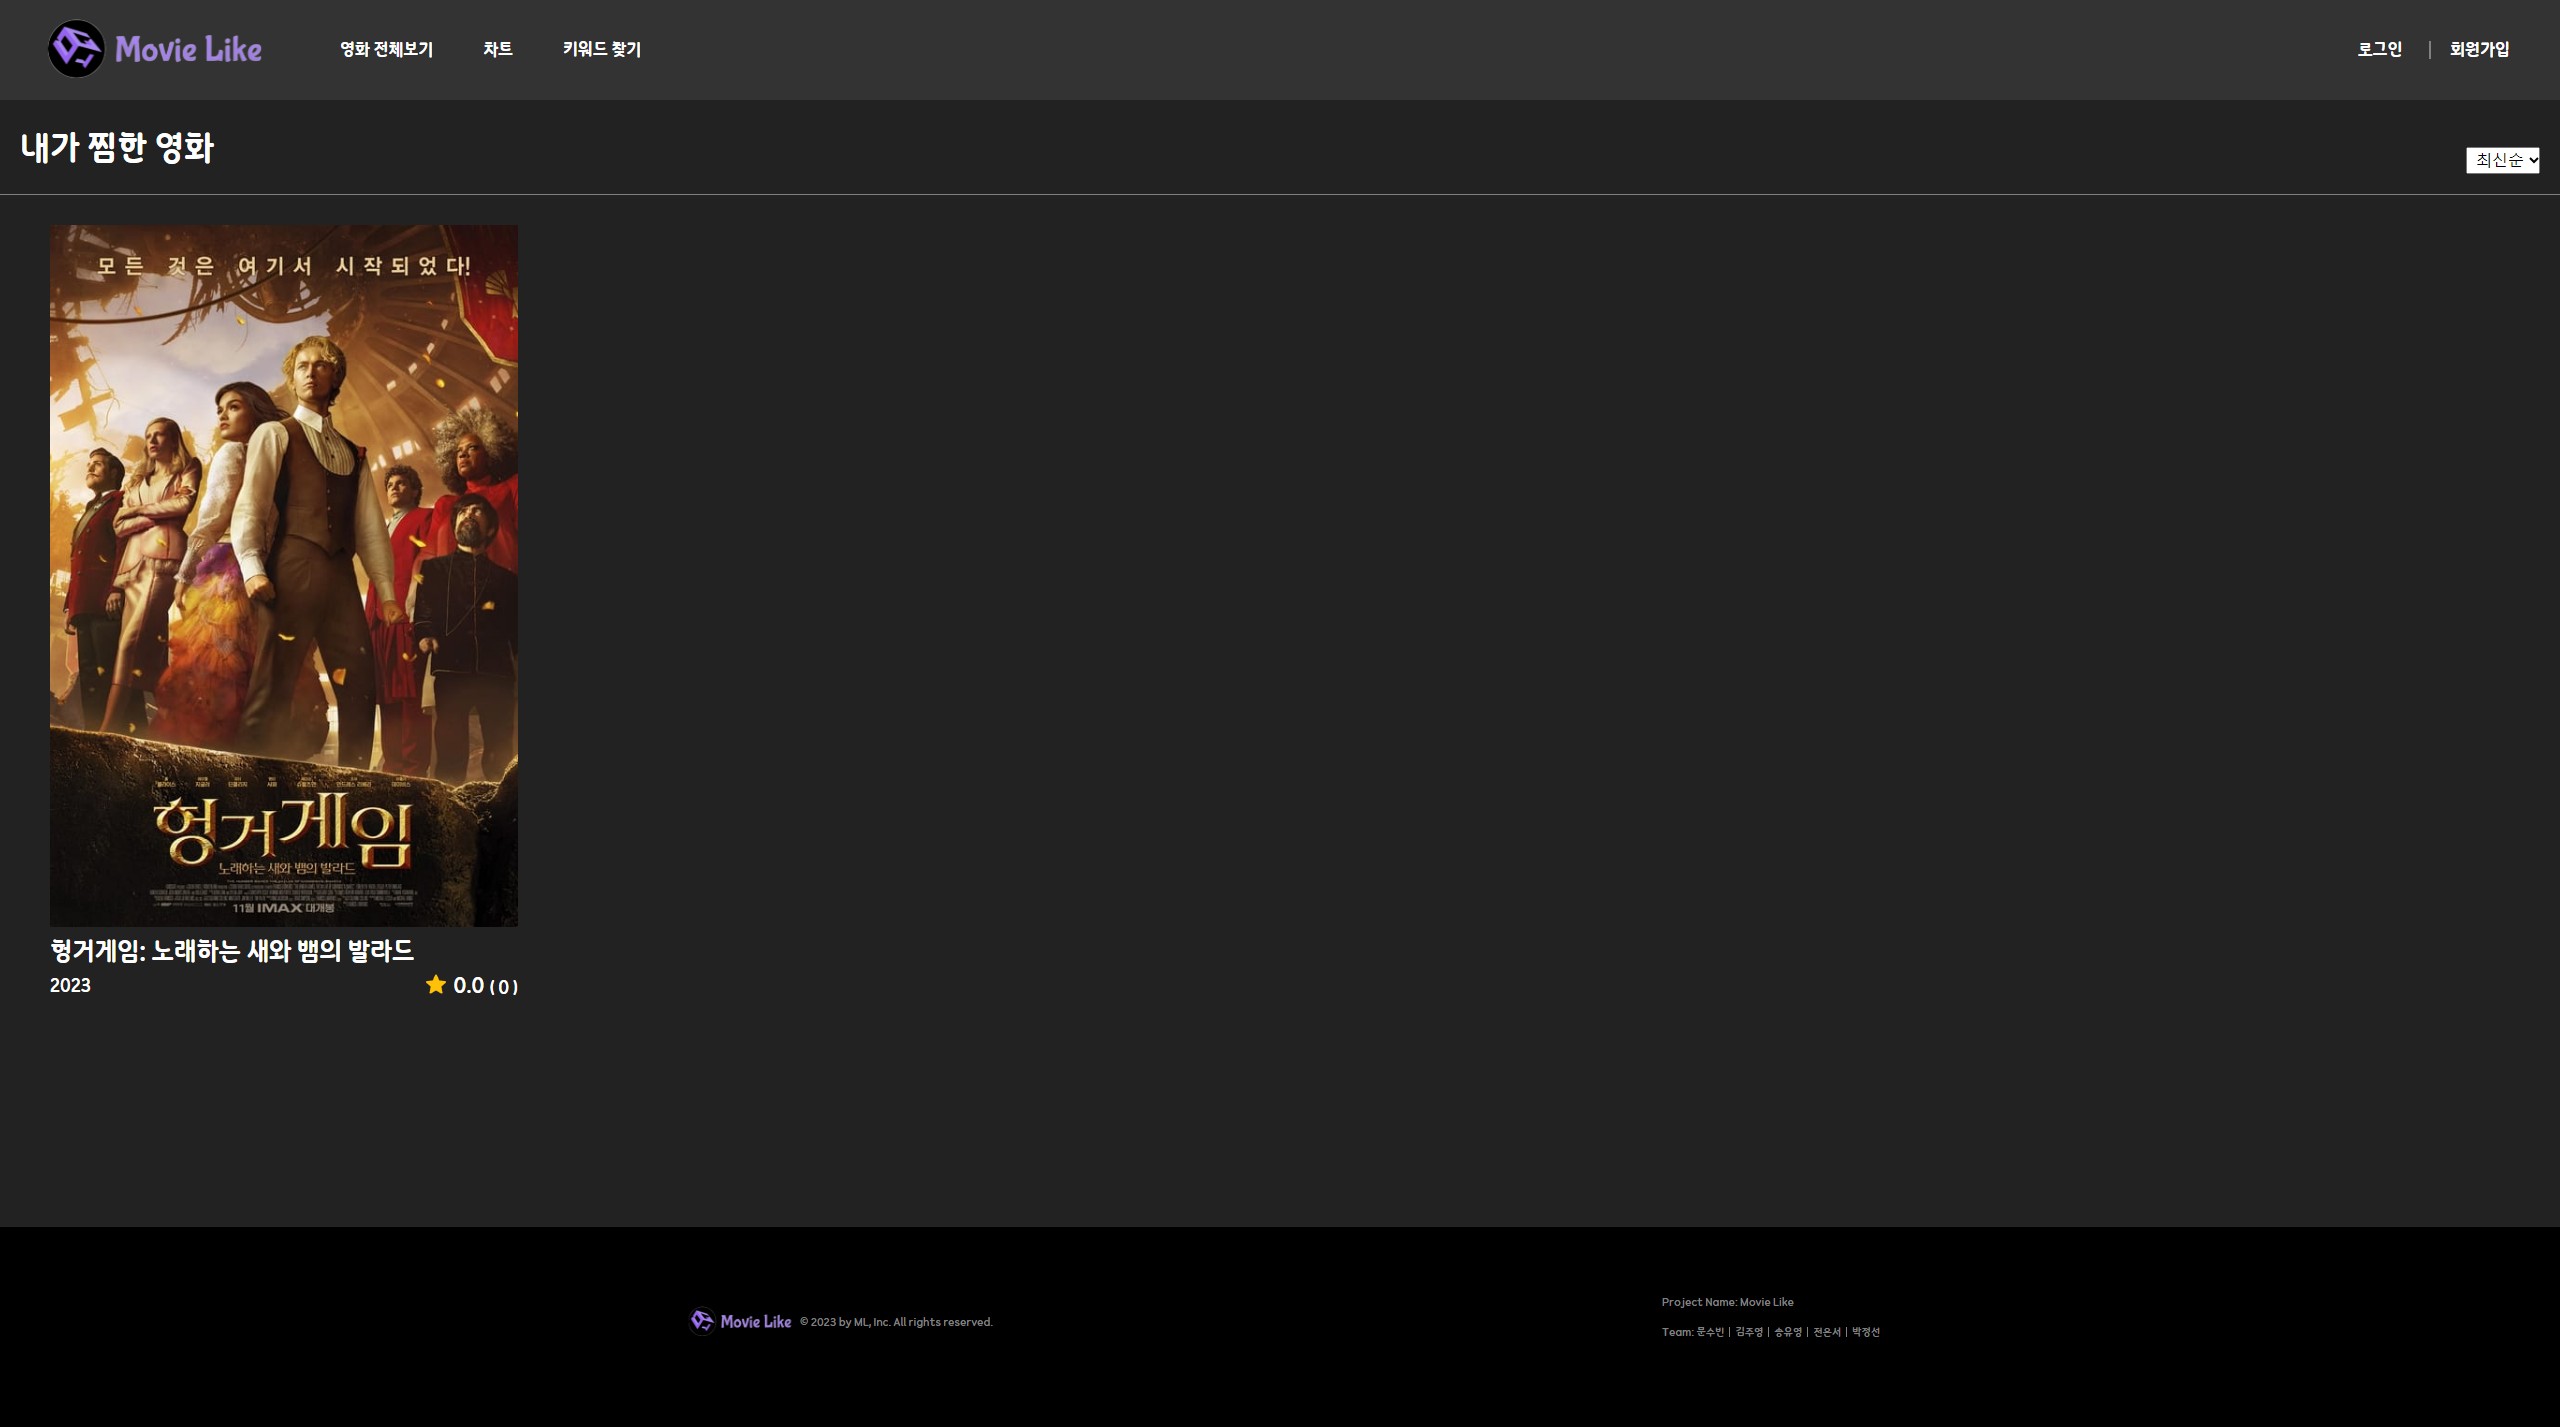 Movie Like
영화 전체보기
차트
키워드 찾기
로그인
|
회원가입
내가 찜한 영화
최신순
모든 것은 여기서 시작되었다!
헝거게임
노래하는 새와 뱀의 발라드
11월 IMAX 대개봉
헝거게임: 노래하는 새와 뱀의 발라드
2023
0.0 ( 0 )
Project Name: Movie Like
Movie Like © 2023 by ML, Inc. All rights reserved.
Team: 문수빈 | 김주영 | 송유영 | 전은서 | 박정선